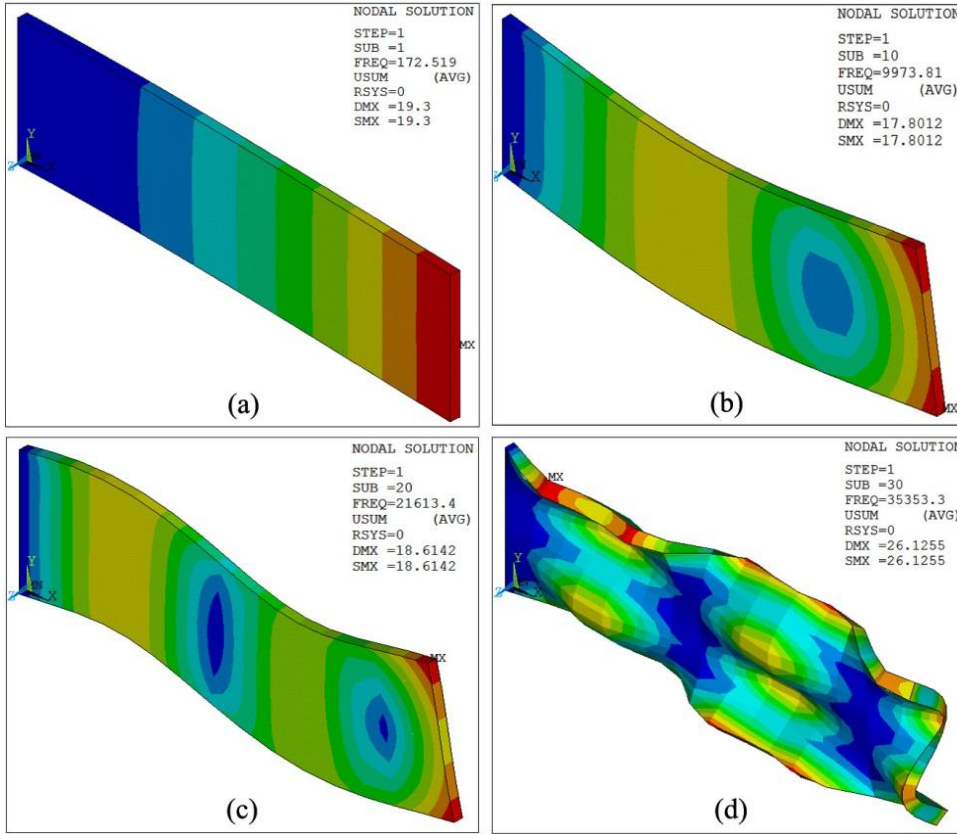 NODAL SOLUTION
STEP=1
SUB =1
FREQ=172.519
USUM (AVG)
RSYS=0
DMX =19.3
SMX =19.3
Y
Z
X
MX
(a)
NODAL SOLUTION
STEP=1
SUB =10
FREQ=9973.81
USUM (AVG)
RSYS=0
DMX =17.8012
SMX =17.8012
Y
Z
X
MX
(b)
NODAL SOLUTION
STEP=1
SUB =20
FREQ=21613.4
USUM (AVG)
RSYS=0
DMX =18.6142
SMX =18.6142
Y
Z
X
MX
(c)
NODAL SOLUTION
STEP=1
SUB =30
FREQ=35353.3
USUM (AVG)
RSYS=0
DMX =26.1255
SMX =26.1255
MX
Y
Z
X
(d)